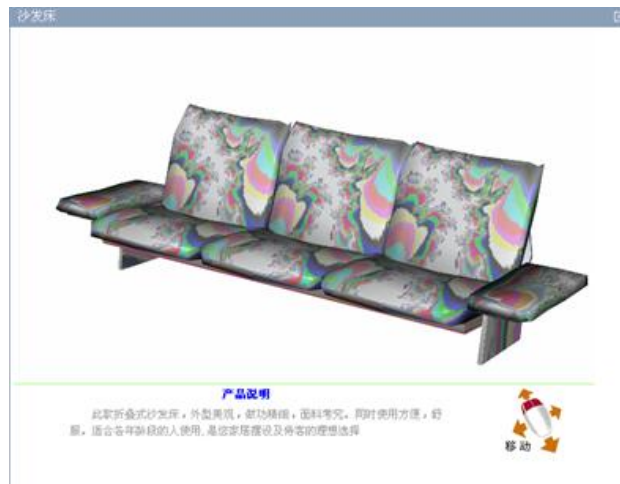 沙发床
产品说明
此款折叠式沙发床，外型美观，做功精细，面料考究。同时使用方便，舒
服。适合各年龄段的人使用,是您家居摆设及待客的理想选择
移动